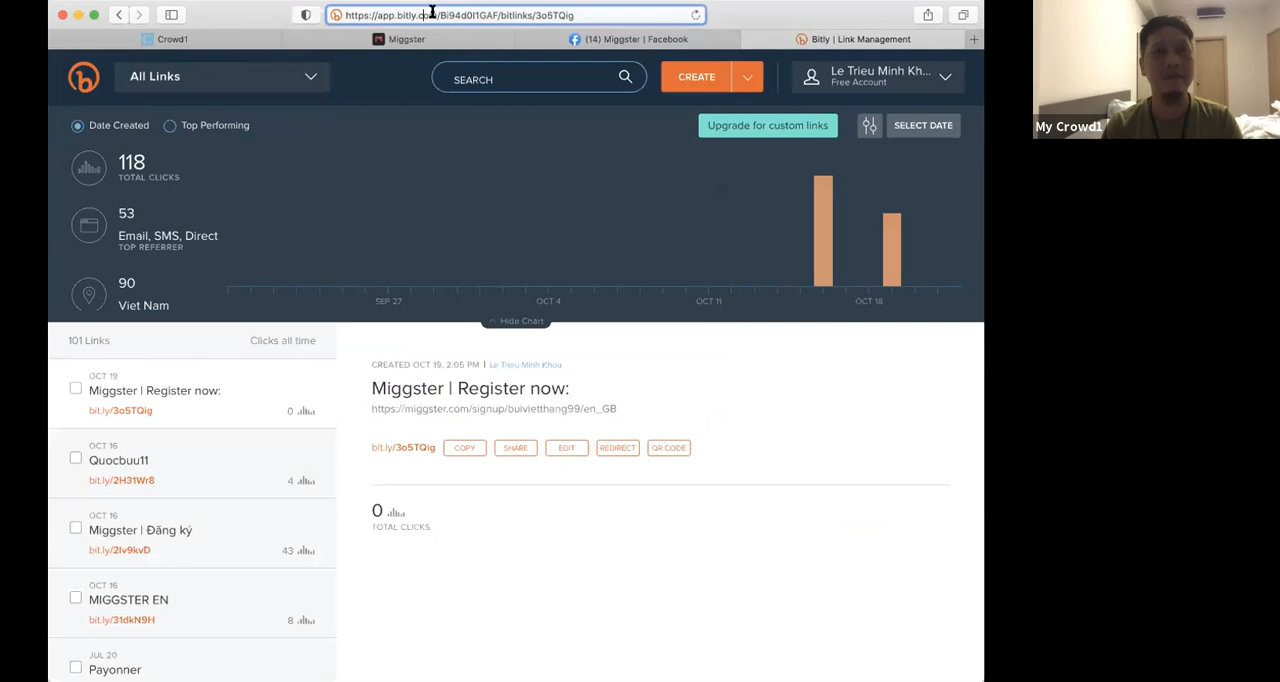 https://app.bitly.com/Bi94d0I1GAF/bitlinks/3o5TQig
Crowd1
Miggster
(14) Miggster | Facebook
Bitly | Link Management
All Links
SEARCH
CREATE
Le Trieu Minh Kh...
Free Account
Date Created
Top Performing
Upgrade for custom links
SELECT DATE
118
TOTAL CLICKS
53
Email, SMS, Direct
TOP REFERRER
90
Viet Nam
SEP 27
OCT 4
OCT 11
OCT 18
Hide Chart
101 Links
Clicks all time
OCT 19
Miggster | Register now:
bit.ly/3o5TQig
0
OCT 16
Quocbuu11
bit.ly/2H31Wr8
4
OCT 16
Miggster | Đăng ký
bit.ly/2Iv9kvD
43
OCT 16
MIGGSTER EN
bit.ly/31dkN9H
8
JUL 20
Payonner
CREATED OCT 19, 2:05 PM | Le Trieu Minh Khoa
Miggster | Register now:
https://miggster.com/signup/buivietthang99/en_GB
bit.ly/3o5TQig
COPY
SHARE
EDIT
REDIRECT
QR CODE
0
TOTAL CLICKS
My Crowd1